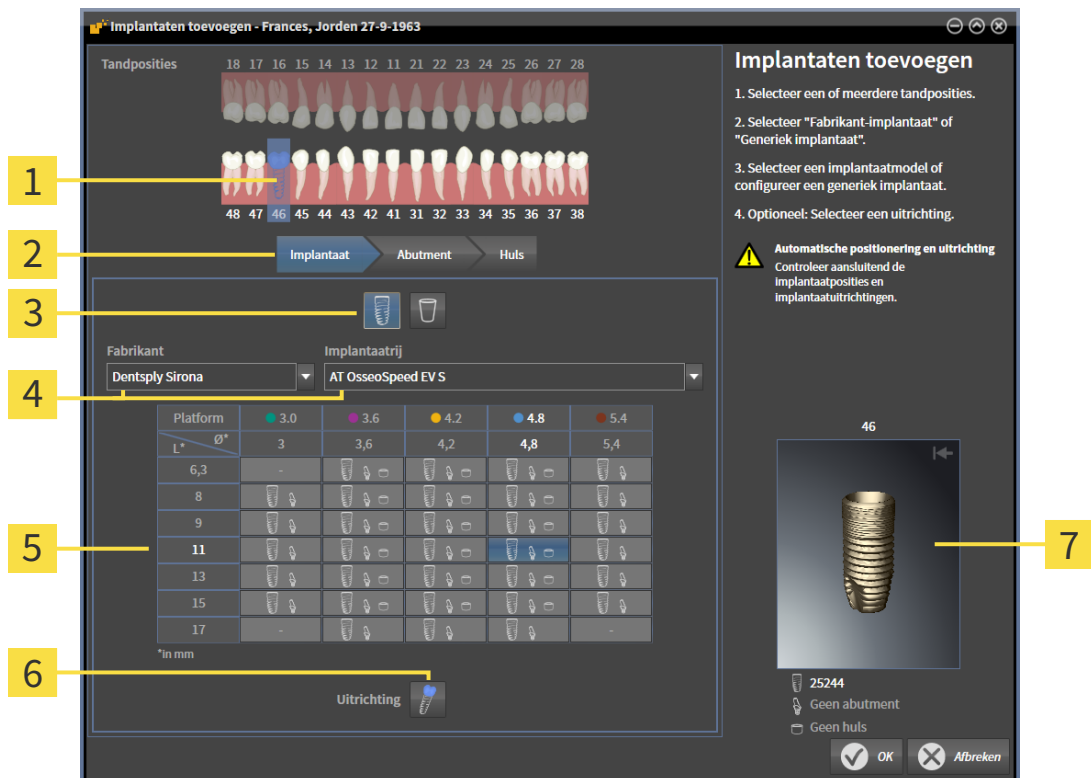 Implantaten toevoegen - Frances, Jorden 27-9-1963
Tandposities
18 17 16 15 14 13 12 11 21 22 23 24 25 26 27 28
48 47 46 45 44 43 42 41 31 32 33 34 35 36 37 38
1
2
3
4
5
6
7
Implantaat
Abutment
Huls
Fabrikant
Implantaatrij
Dentsply Sirona
AT OsseoSpeed EV S
Platform 3.0 3.6 4.2 4.8 5.4
L* Ø* 3 3,6 4,2 4,8 5,4
6,3 -
8
9
11
13
15
17 - -
*in mm
Uitrichting
Implantaten toevoegen
1. Selecteer een of meerdere tandposities.
2. Selecteer "Fabrikant-implantaat" of
"Generiek implantaat".
3. Selecteer een implantaatmodel of
configureer een generiek implantaat.
4. Optioneel: Selecteer een uitrichting.
Automatische positionering en uitrichting
Controleer aansluitend de
implantaatposities en
implantaatuitrichtingen.
46
25244
Geen abutment
Geen huls
OK
Afbreken